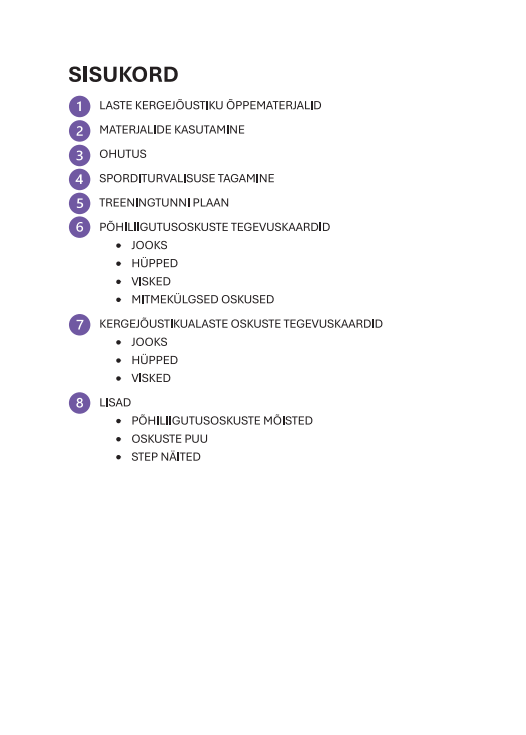 SISUKORD
1 LASTE KERGEJÕUSTIKU ÕPPEMATERJALID
2 MATERJALIDE KASUTAMINE
3 OHUTUS
4 SPORDITURVALISUSE TAGAMINE
5 TREENINGTUNNI PLAAN
6 PÕHILIIGUTUSOSKUSTE TEGEVUSKAARDID
• JOOKS
• HÜPPED
• VISKED
• MITMEKÜLGSED OSKUSED
7 KERGEJÕUSTIKUALASTE OSKUSTE TEGEVUSKAARDID
• JOOKS
• HÜPPED
• VISKED
8 LISAD
• PÕHILIIGUTUSOSKUSTE MÕISTED
• OSKUSTE PUU
• STEP NÄITED